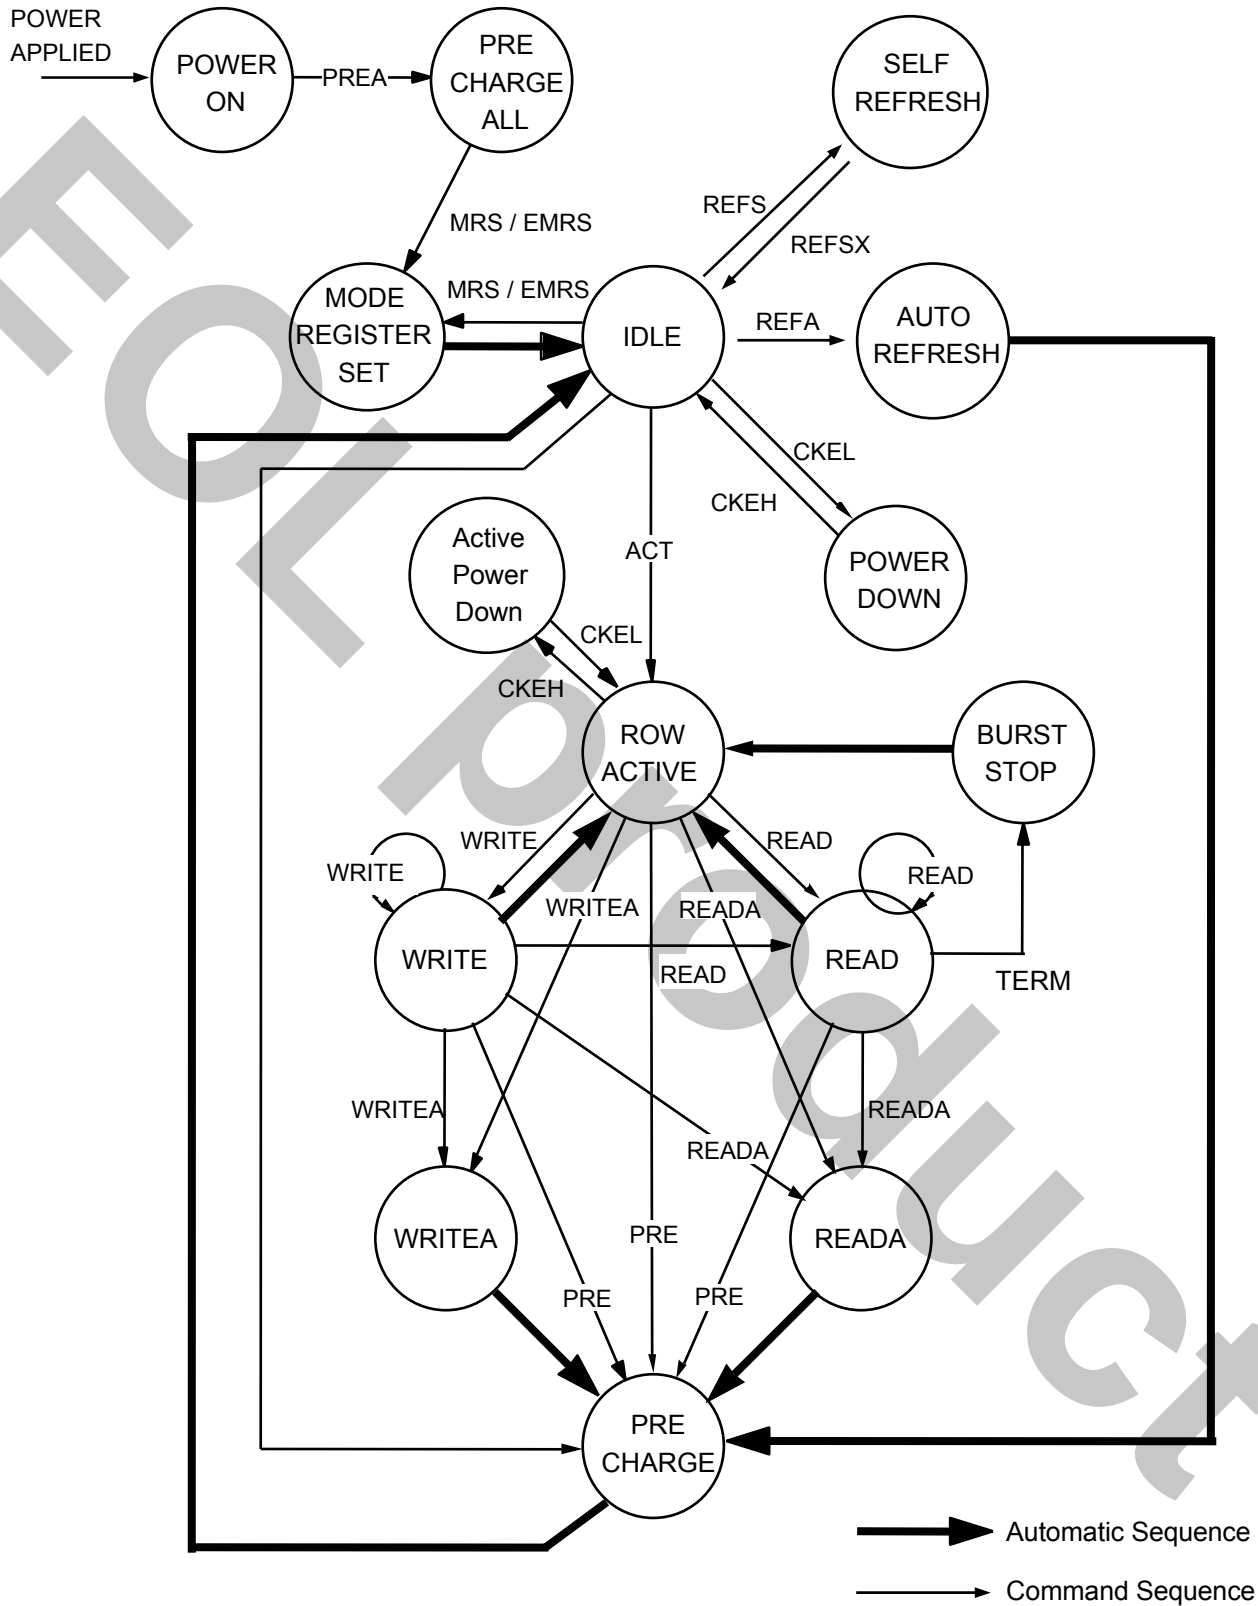 POWER
APPLIED
POWER
ON
PREA
PRE
CHARGE
ALL
SELF
REFRESH
MRS / EMRS
REFS
REFSX
MODE
REGISTER
SET
MRS / EMRS
IDLE
REFA
AUTO
REFRESH
CKEL
CKEH
POWER
DOWN
ACT
Active
Power
Down
CKEL
CKEH
ROW
ACTIVE
BURST
STOP
WRITE
READ
WRITE
READ
WRITEA
READA
WRITE
READ
READ
TERM
WRITEA
READA
READA
WRITEA
READA
PRE
PRE
PRE
PRE
CHARGE
Automatic Sequence
Command Sequence
EOL product